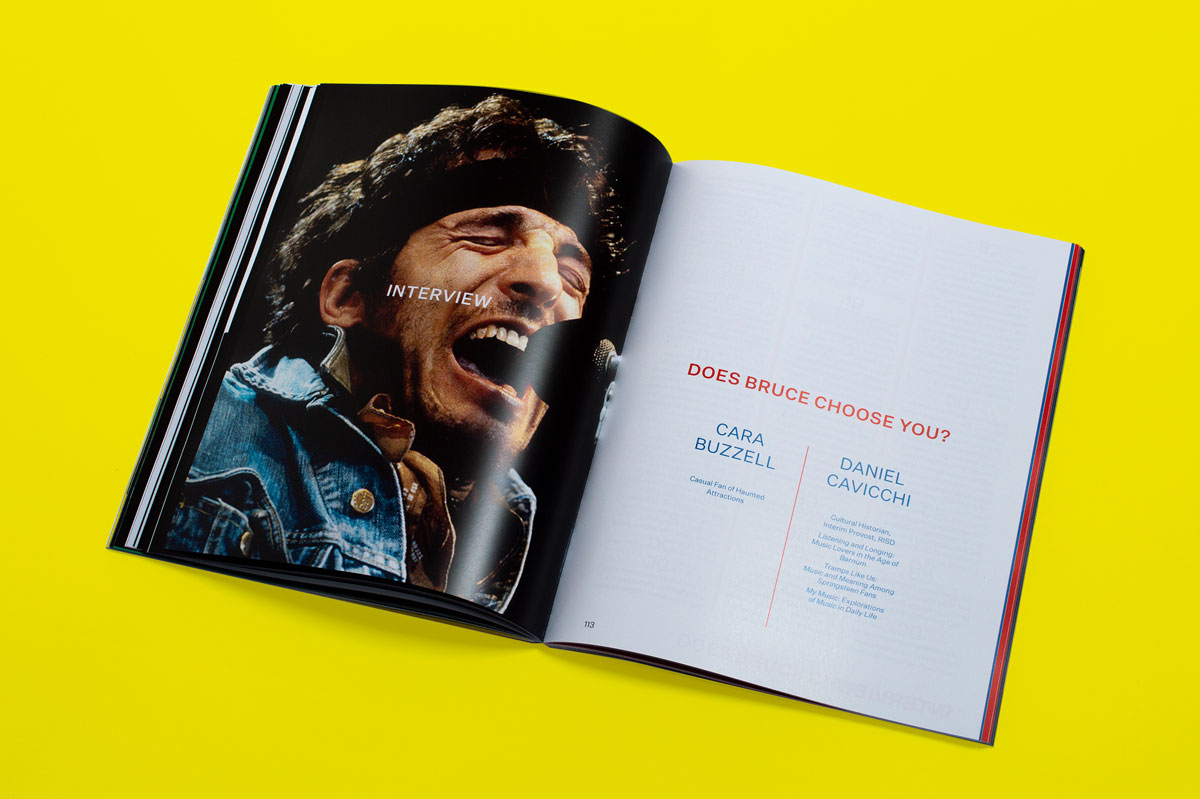 INTERVIEW
DOES BRUCE CHOOSE YOU?
CARA
BUZZELL
Casual Fan of Haunted
Attractions
DANIEL
CAVICCHI
Cultural Historian,
Interim Provost, RISD
Listening and Longing:
Music Lovers in the Age of
Barnum
Tramps Like Us:
Music and Meaning Among
Springsteen Fans
My Music: Explorations
of Music in Daily Life
113